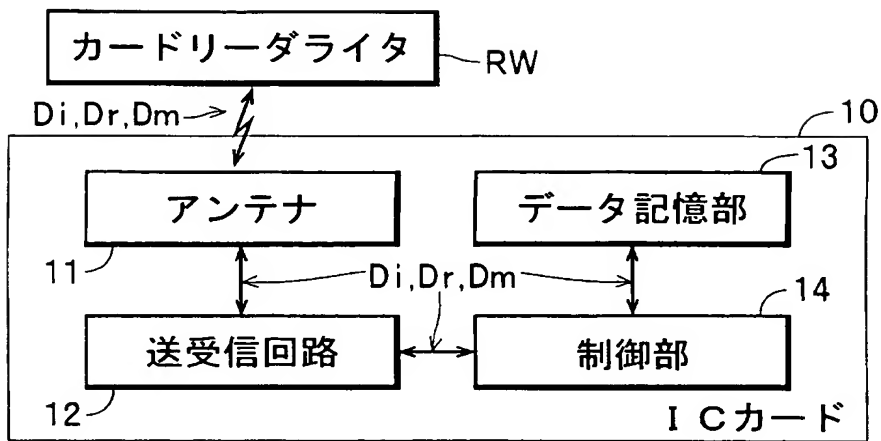 カードリーダライタ
RW
Di,Dr,Dm
10
13
アンテナ
データ記憶部
11
Di,Dr,Dm
14
送受信回路
制御部
12
ICカード